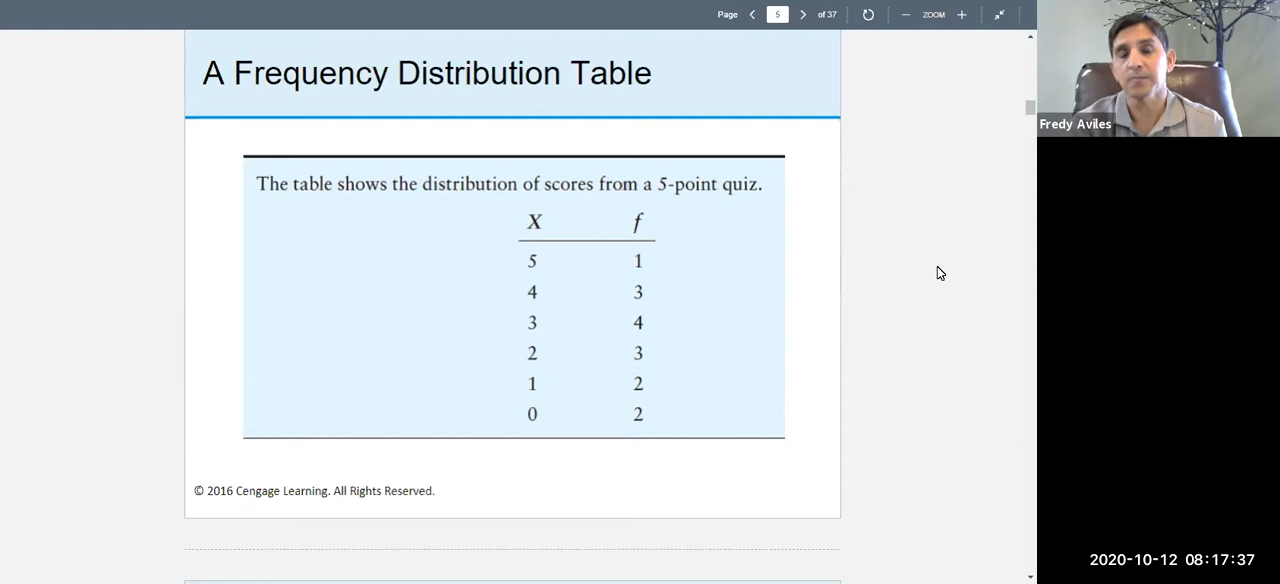 Page 5 of 37 ZOOM
A Frequency Distribution Table
Fredy Aviles
The table shows the distribution of scores from a 5-point quiz.
X f
5 1
4 3
3 4
2 3
1 2
0 2
© 2016 Cengage Learning. All Rights Reserved.
2020-10-12 08:17:37